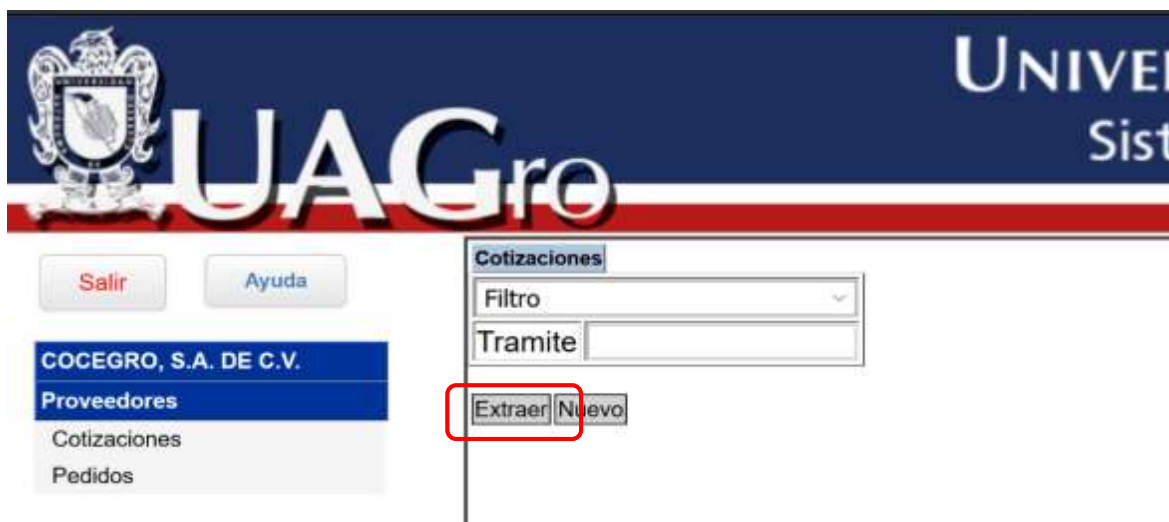 UAGro
UNIVE
Sist
Salir
Ayuda
COCEGRO, S.A. DE C.V.
Proveedores
Cotizaciones
Pedidos
Cotizaciones
Filtro
Tramite
Extraer Nuevo